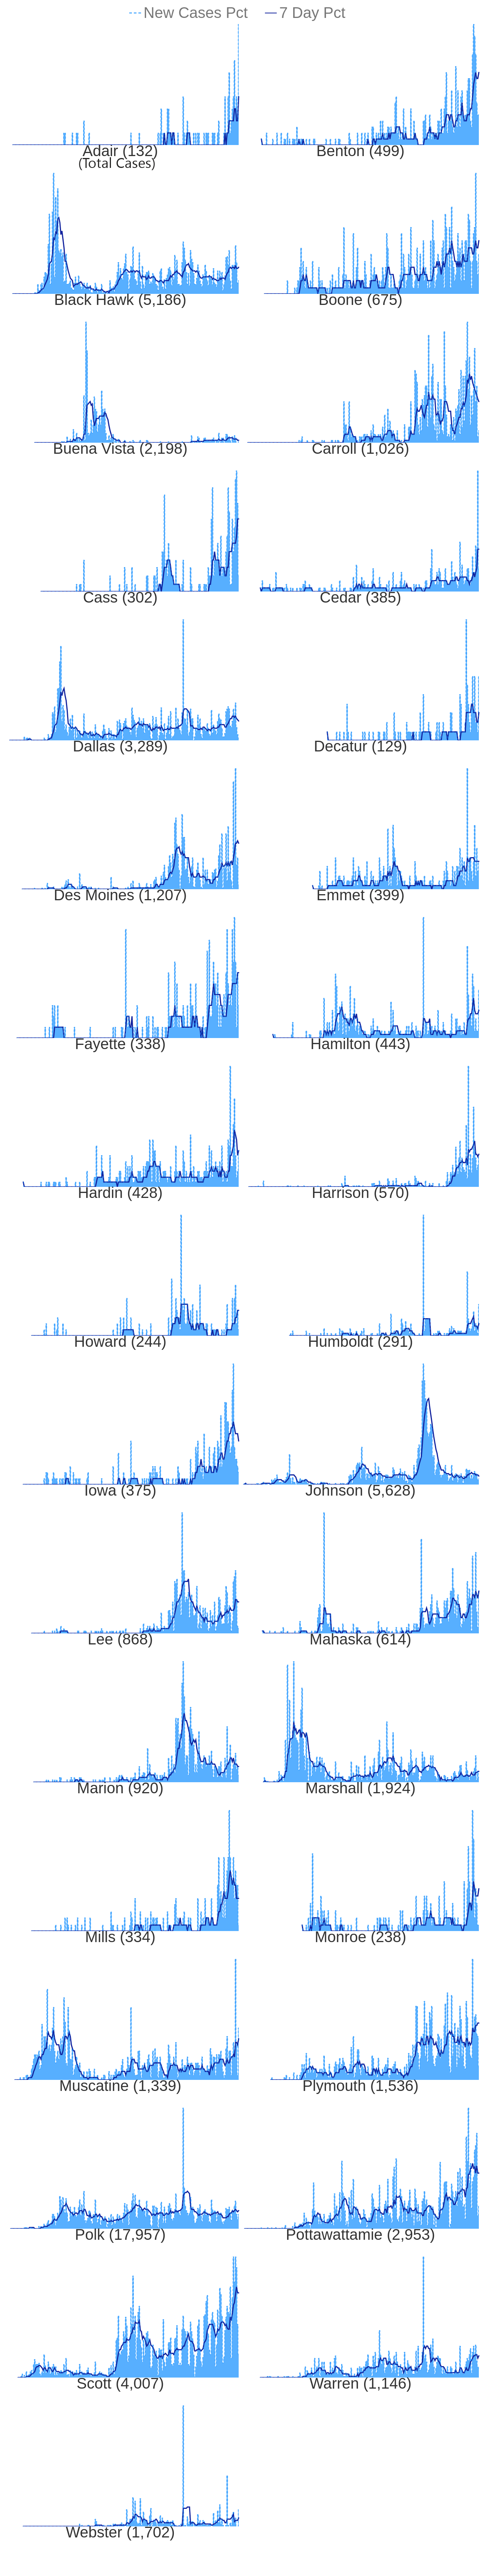 New Cases Pct 7 Day Pct
Adair (132) Benton (499)
(Total Cases)
Black Hawk (5,186) Boone (675)
Buena Vista (2,198) Carroll (1,026)
Cass (302) Cedar (385)
Dallas (3,289) Decatur (129)
Des Moines (1,207) Emmet (399)
Fayette (338) Hamilton (443)
Hardin (428) Harrison (570)
Howard (244) Humboldt (291)
Iowa (375) Johnson (5,628)
Lee (868) Mahaska (614)
Marion (920) Marshall (1,924)
Mills (334) Monroe (238)
Muscatine (1,339) Plymouth (1,536)
Polk (17,957) Pottawattamie (2,953)
Scott (4,007) Warren (1,146)
Webster (1,702)